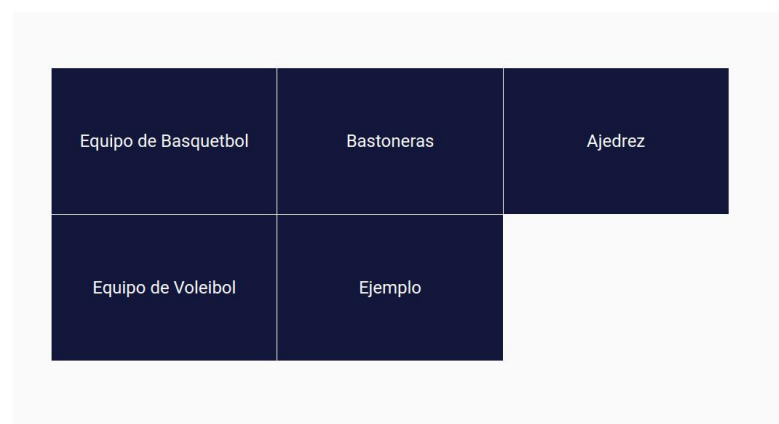 Equipo de Basquetbol
Bastoneras
Ajedrez
Equipo de Voleibol
Ejemplo